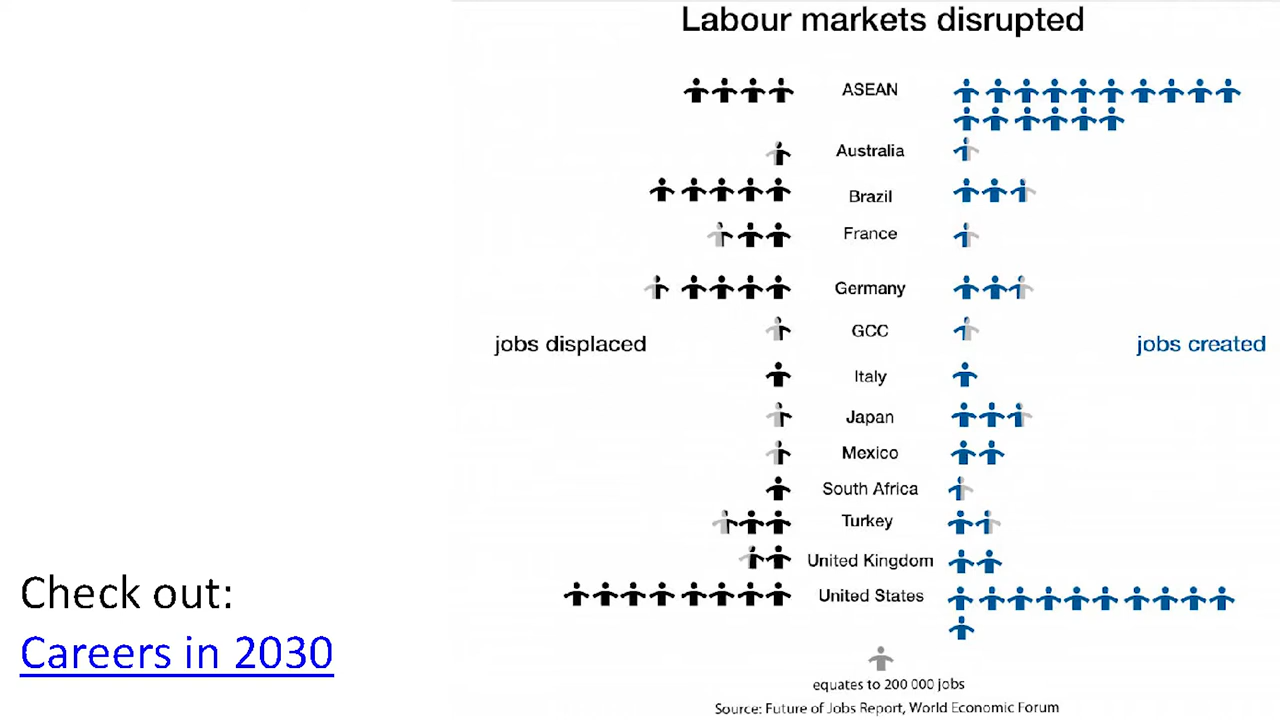 Labour markets disrupted
ASEAN
Australia
Brazil
France
Germany
GCC
jobs displaced
jobs created
Italy
Japan
Mexico
South Africa
Turkey
United Kingdom
United States
equates to 200 000 jobs
Source: Future of Jobs Report, World Economic Forum
Check out:
Careers in 2030